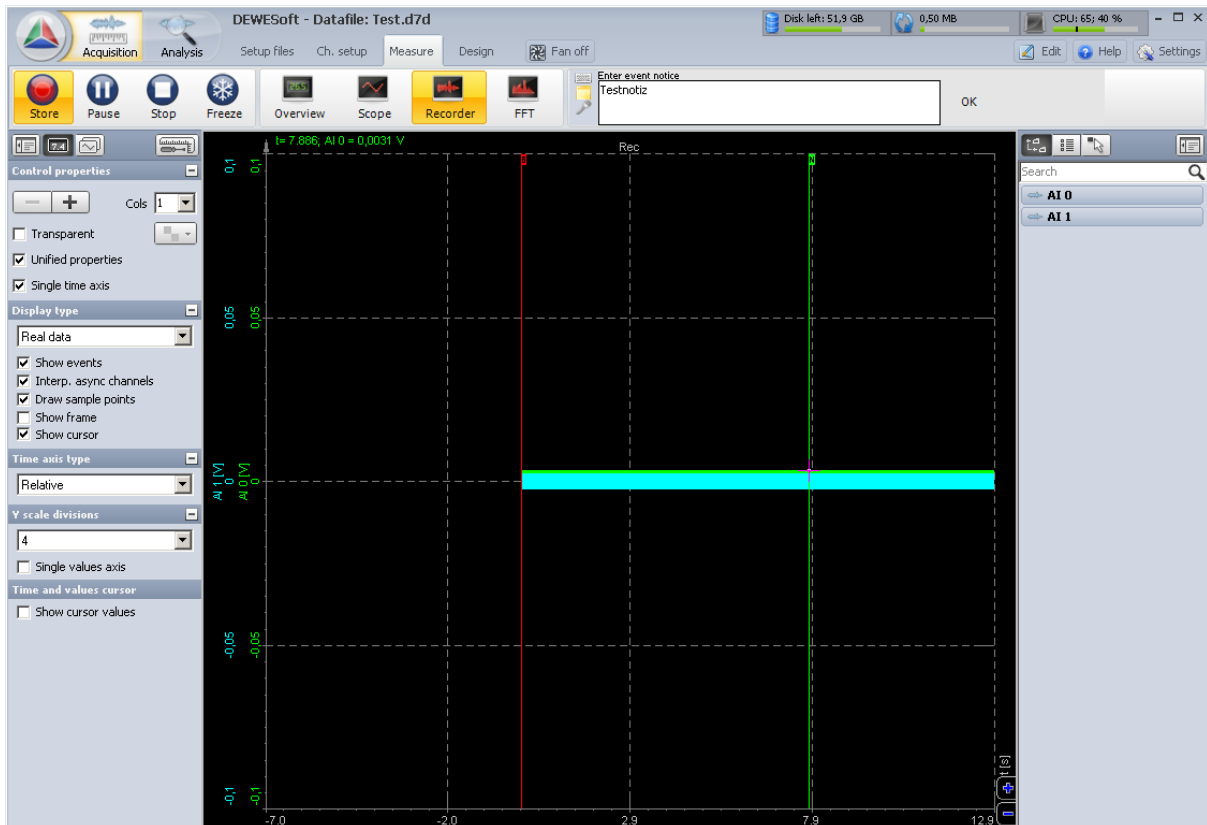 DEWESoft - Datafile: Test.d7d
Disk left: 51,9 GB
0,50 MB
CPU: 65; 40 %
Acquisition
Analysis
Setup files
Ch. setup
Measure
Design
Fan off
Edit
Help
Settings
Store
Pause
Stop
Freeze
Overview
Scope
Recorder
FFT
Enter event notice
Testnotiz
OK
Control properties
Cols 1
Transparent
Unified properties
Single time axis
Display type
Real data
Show events
Interp. async channels
Draw sample points
Show frame
Show cursor
Time axis type
Relative
Y scale divisions
4
Single values axis
Time and values cursor
Show cursor values
t= 7.886; AI 0 = 0,0031 V
Rec
N
0,1 0,1
0,05 0,05
AI 1 [V] 0 AI 0 [V] 0
-0,05 -0,05
-0,1 -0,1
-7.0 -2.0 2.9 7.9 12.9
t [s]
Search
AI 0
AI 1